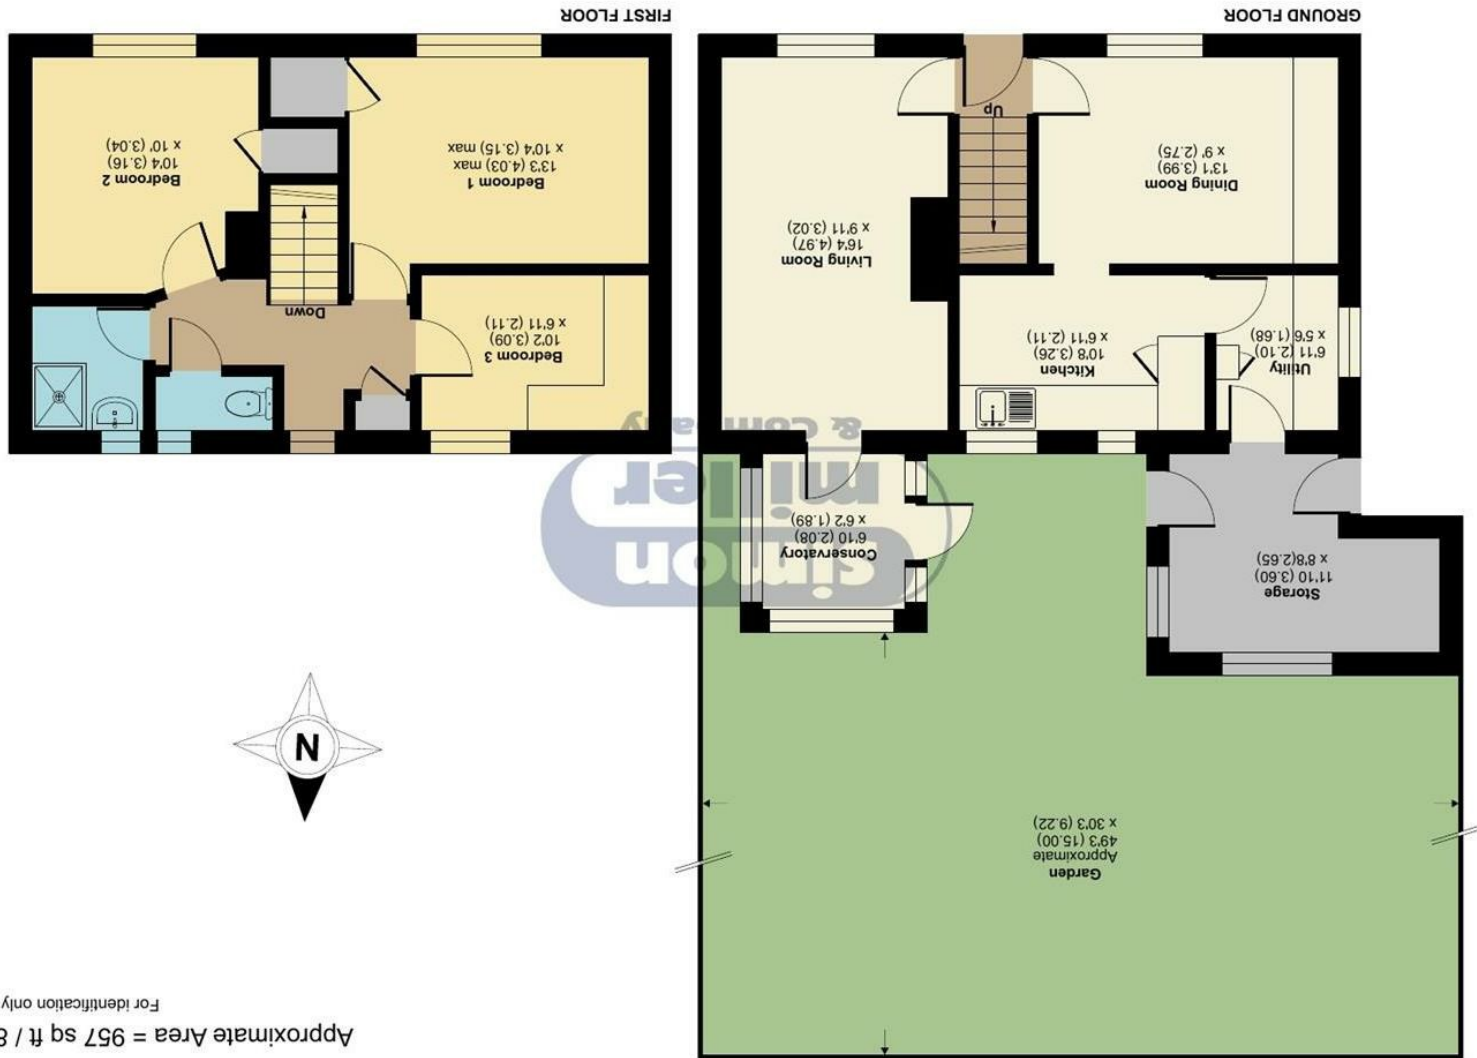 Approximate Area = 957 sq ft / 8
For identification only
Garden
Approximate
49'3 (15.00)
x 30'3 (9.22)
N
Storage
11'10 (3.60)
x 8'8(2.65)
Conservatory
6'10 (2.08)
x 6'2 (1.89)
simon
miller
& Company
Utility
6'11 (2.10)
x 5'6 (1.68)
Kitchen
10'8 (3.26)
x 6'11 (2.11)
Living Room
16'4 (4.97)
x 9'11 (3.02)
Dining Room
13'1 (3.99)
x 9' (2.75)
Up
GROUND FLOOR
Bedroom 3
10'2 (3.09)
x 6'11 (2.11)
Down
Bedroom 1
13'3 (4.03) max
x 10'4 (3.15) max
Bedroom 2
10'4 (3.16)
x 10' (3.04)
FIRST FLOOR